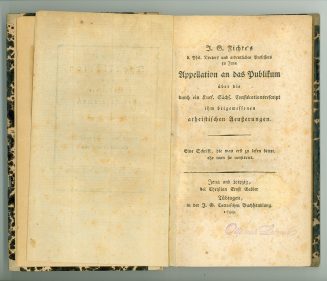 J. G. Fichte's
d. Phil. Doctors und ordentlichen Professors
zu Jena
Appellation an das Publikum
über die
durch ein Kurf. Sächs. Confiscationsrescript
ihm beigemessenen
atheistischen Aeußerungen.
Eine Schrift, die man erst zu lesen bittet,
ehe man sie confiscirt.
Jena und Leipzig,
bei Christian Ernst Gabler
Tübingen,
in der J. G. Cottaischen Buchhandlung.
1799.